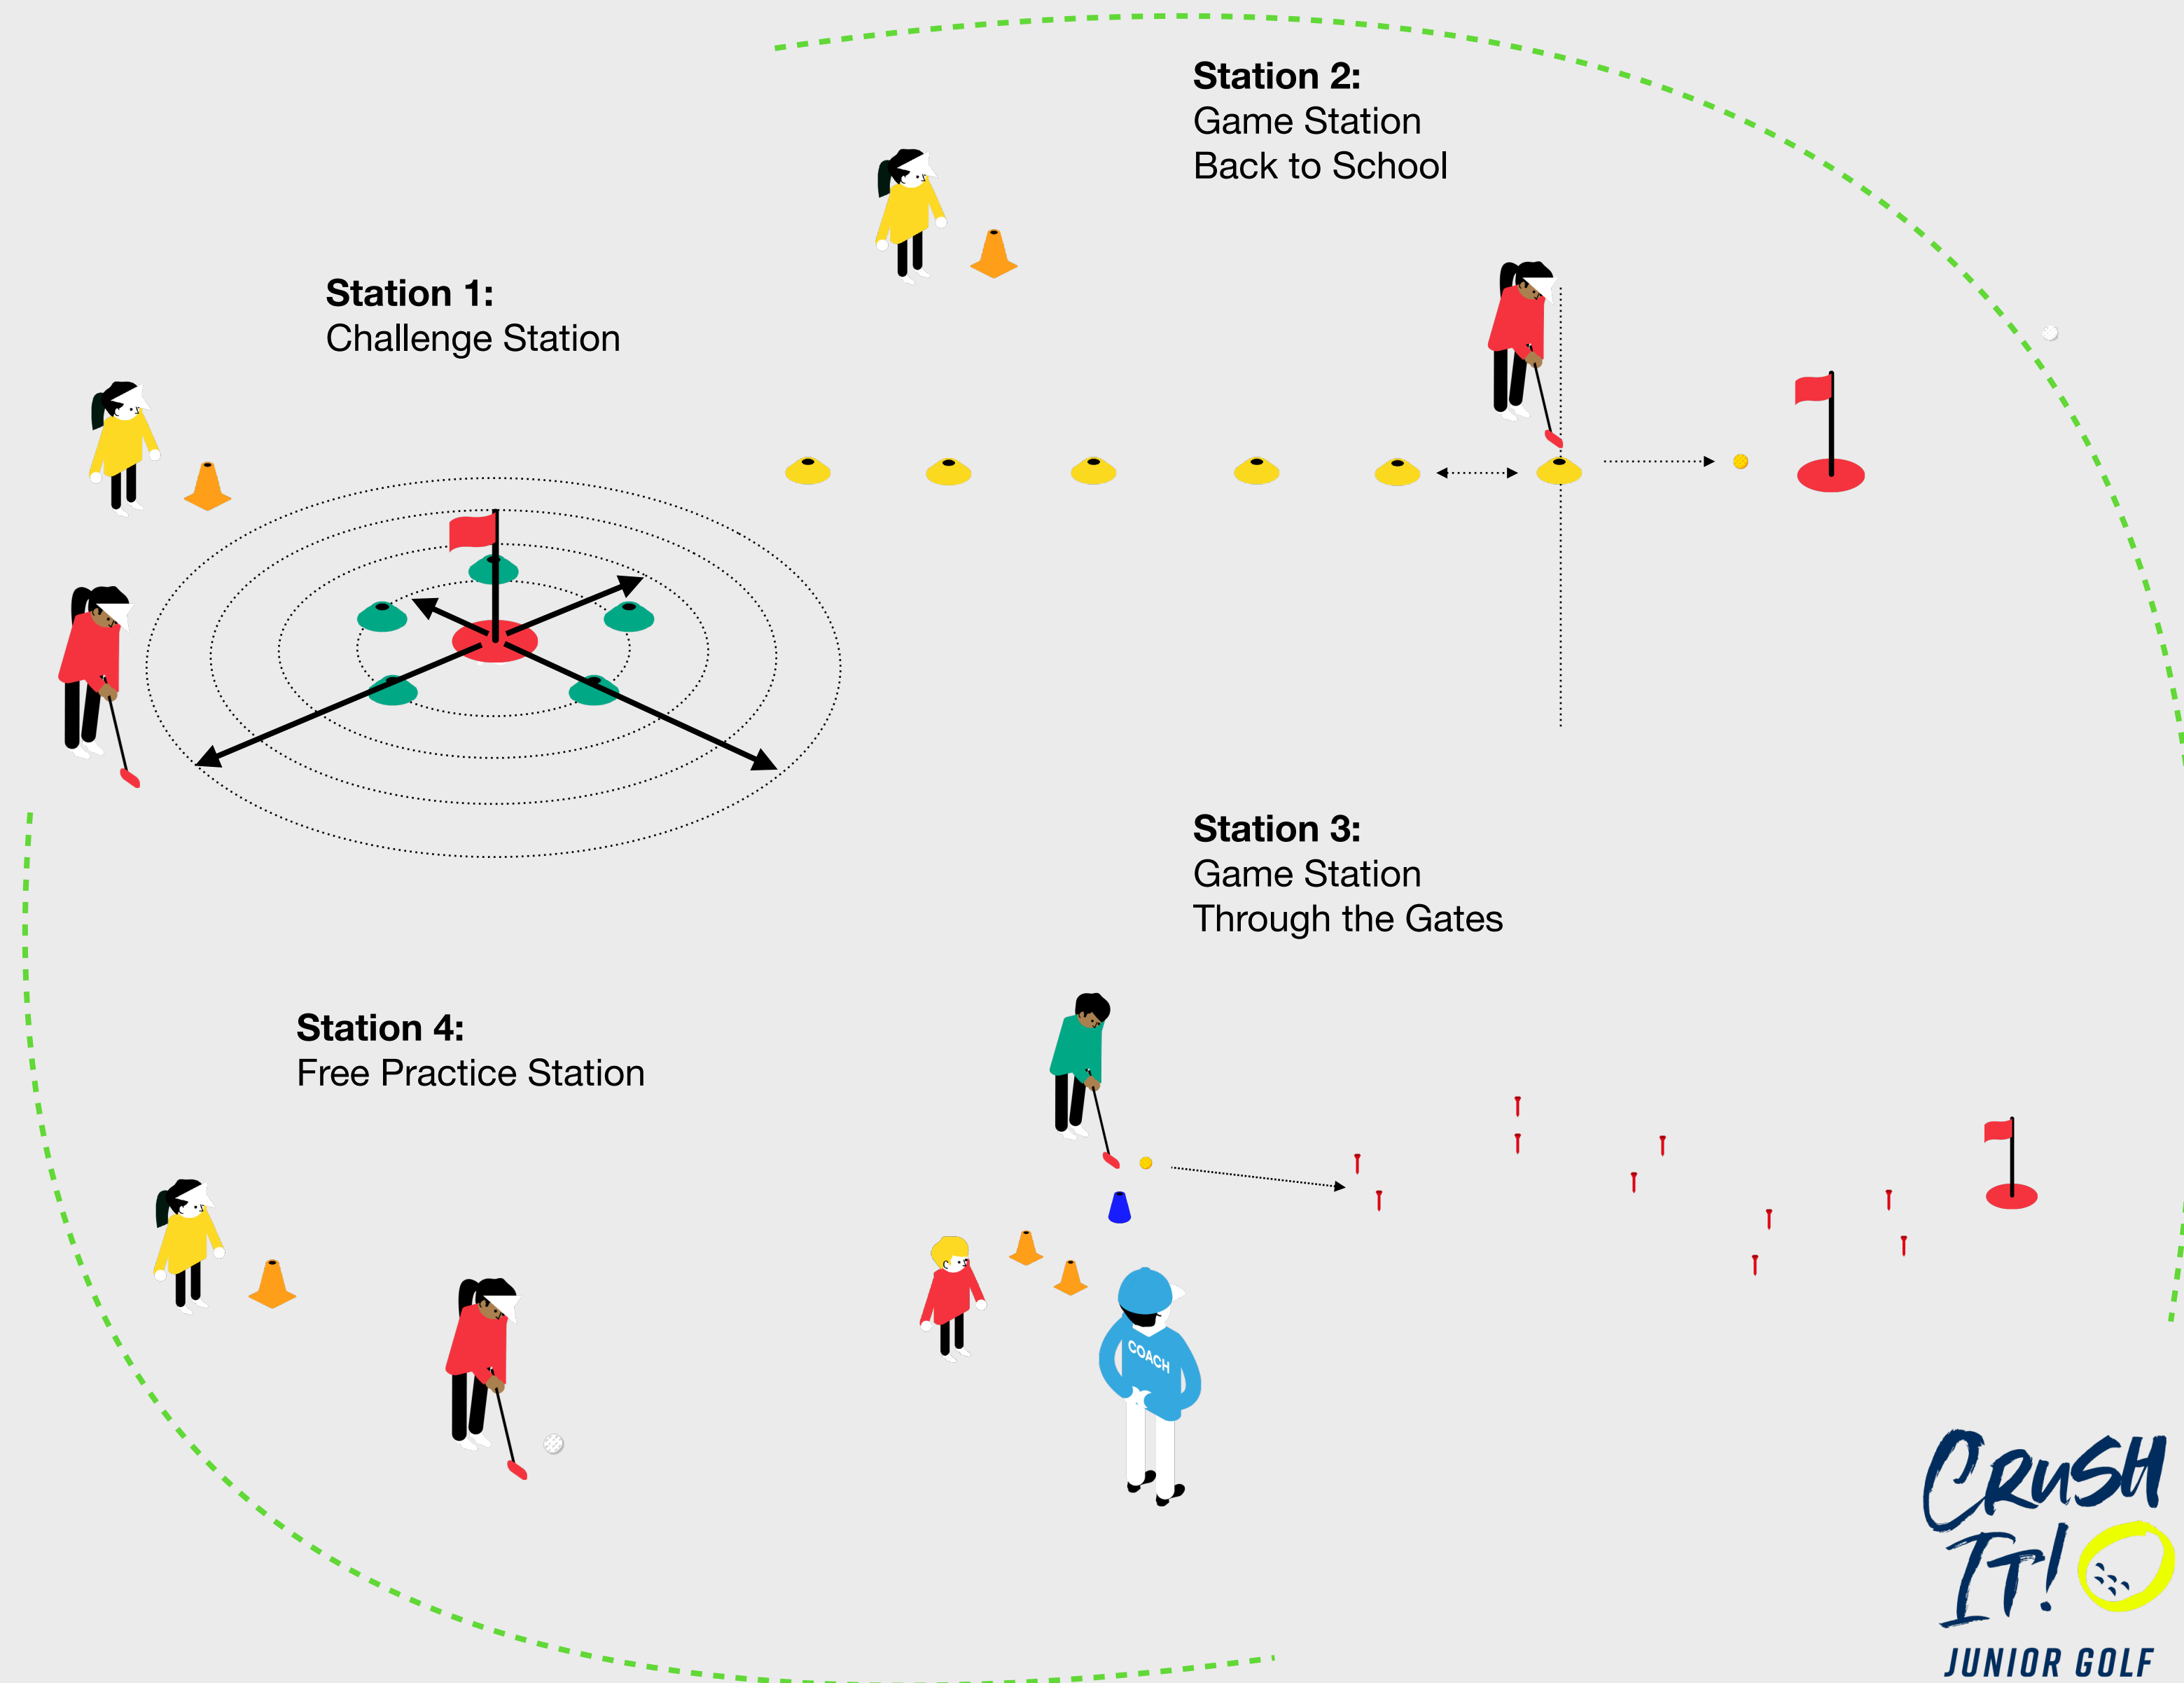 Station 2:
Game Station
Back to School
Station 1:
Challenge Station
Station 3:
Game Station
Through the Gates
Station 4:
Free Practice Station
COACH
CRUSH
IT!
JUNIOR GOLF